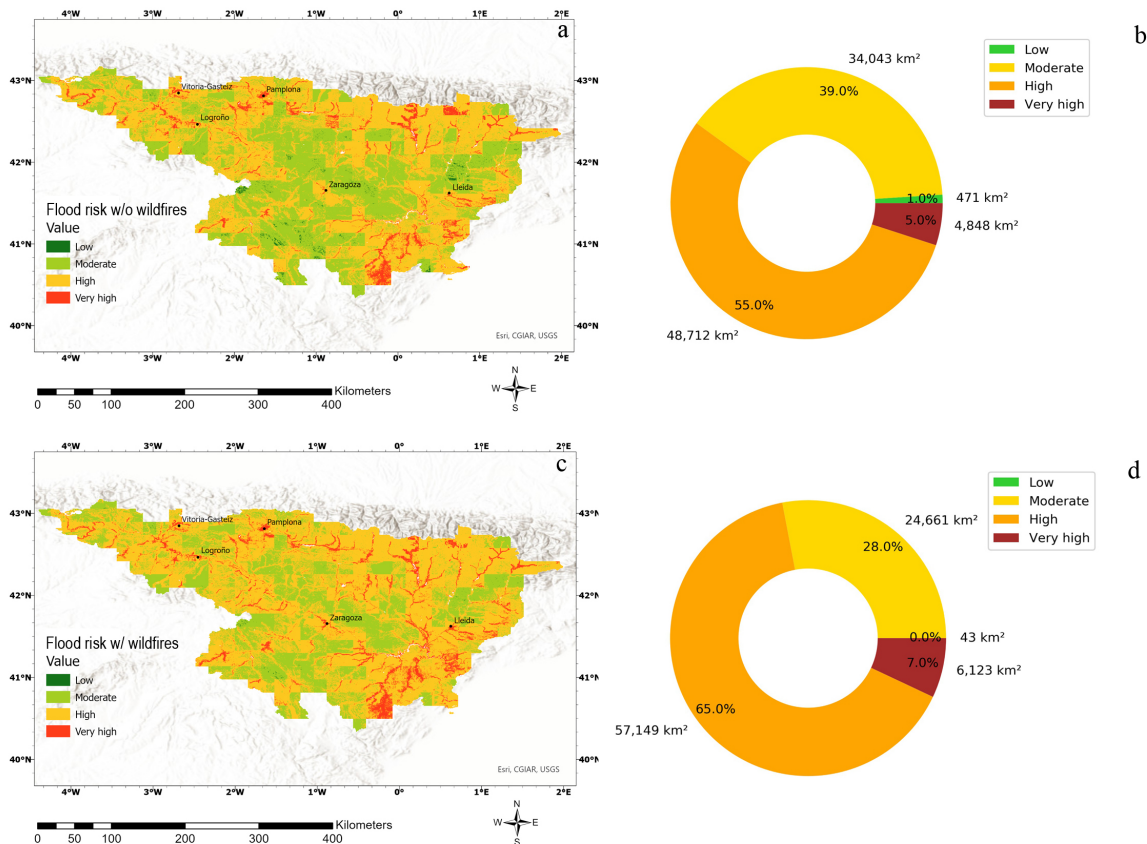 a
4°W 3°W 2°W 1°W 0° 1°E 2°E
43°N
42°N
41°N
40°N
43°N
42°N
41°N
40°N
Vitoria-Gasteiz
Pamplona
Logroño
Zaragoza
Lleida
Flood risk w/o wildfires
Value
Low
Moderate
High
Very high
Esri, CGIAR, USGS
4°W 3°W 2°W 1°W 0° 1°E 2°E
Kilometers
0 50 100 200 300 400
N
W E
S
b
Low
Moderate
High
Very high
34,043 km²
39.0%
1.0%
471 km²
5.0%
4,848 km²
55.0%
48,712 km²
c
4°W 3°W 2°W 1°W 0° 1°E 2°E
43°N
42°N
41°N
40°N
43°N
42°N
41°N
40°N
Vitoria-Gasteiz
Pamplona
Logroño
Zaragoza
Lleida
Flood risk w/ wildfires
Value
Low
Moderate
High
Very high
Esri, CGIAR, USGS
4°W 3°W 2°W 1°W 0° 1°E 2°E
Kilometers
0 50 100 200 300 400
N
W E
S
d
Low
Moderate
High
Very high
24,661 km²
28.0%
0.0%
43 km²
7.0%
6,123 km²
65.0%
57,149 km²